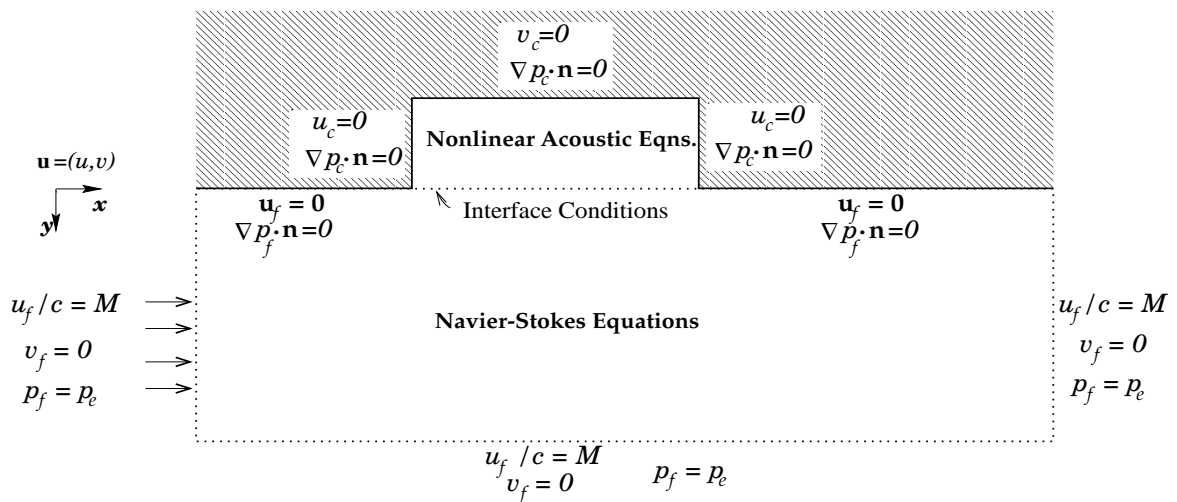 v_c=0
∇p_c·n=0
u_c=0
∇p_c·n=0
Nonlinear Acoustic Eqns.
u_c=0
∇p_c·n=0
u=(u,v)
x
y
u_f = 0
∇p_f·n=0
Interface Conditions
u_f = 0
∇p_f·n=0
u_f /c = M
v_f = 0
p_f = p_e
Navier-Stokes Equations
u_f /c = M
v_f = 0
p_f = p_e
u_f /c = M
v_f = 0
p_f = p_e